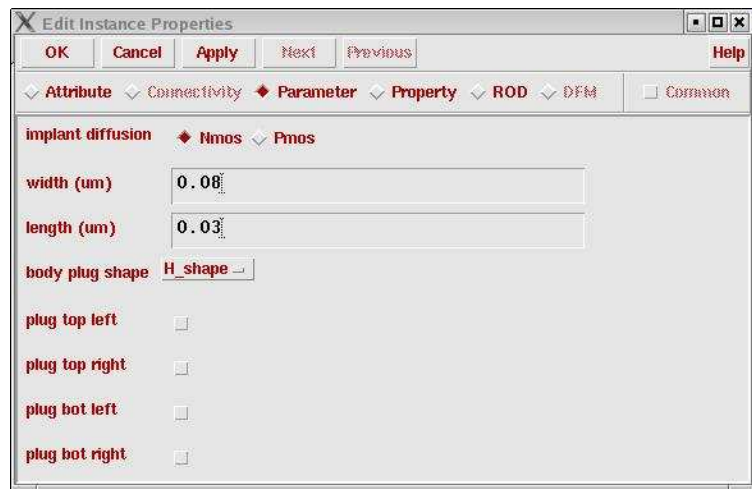 Edit Instance Properties
OK Cancel Apply Next Previous Help
Attribute Connectivity Parameter Property ROD DFM Common
implant diffusion Nmos Pmos
width (um) 0.08
length (um) 0.03
body plug shape H_shape
plug top left
plug top right
plug bot left
plug bot right